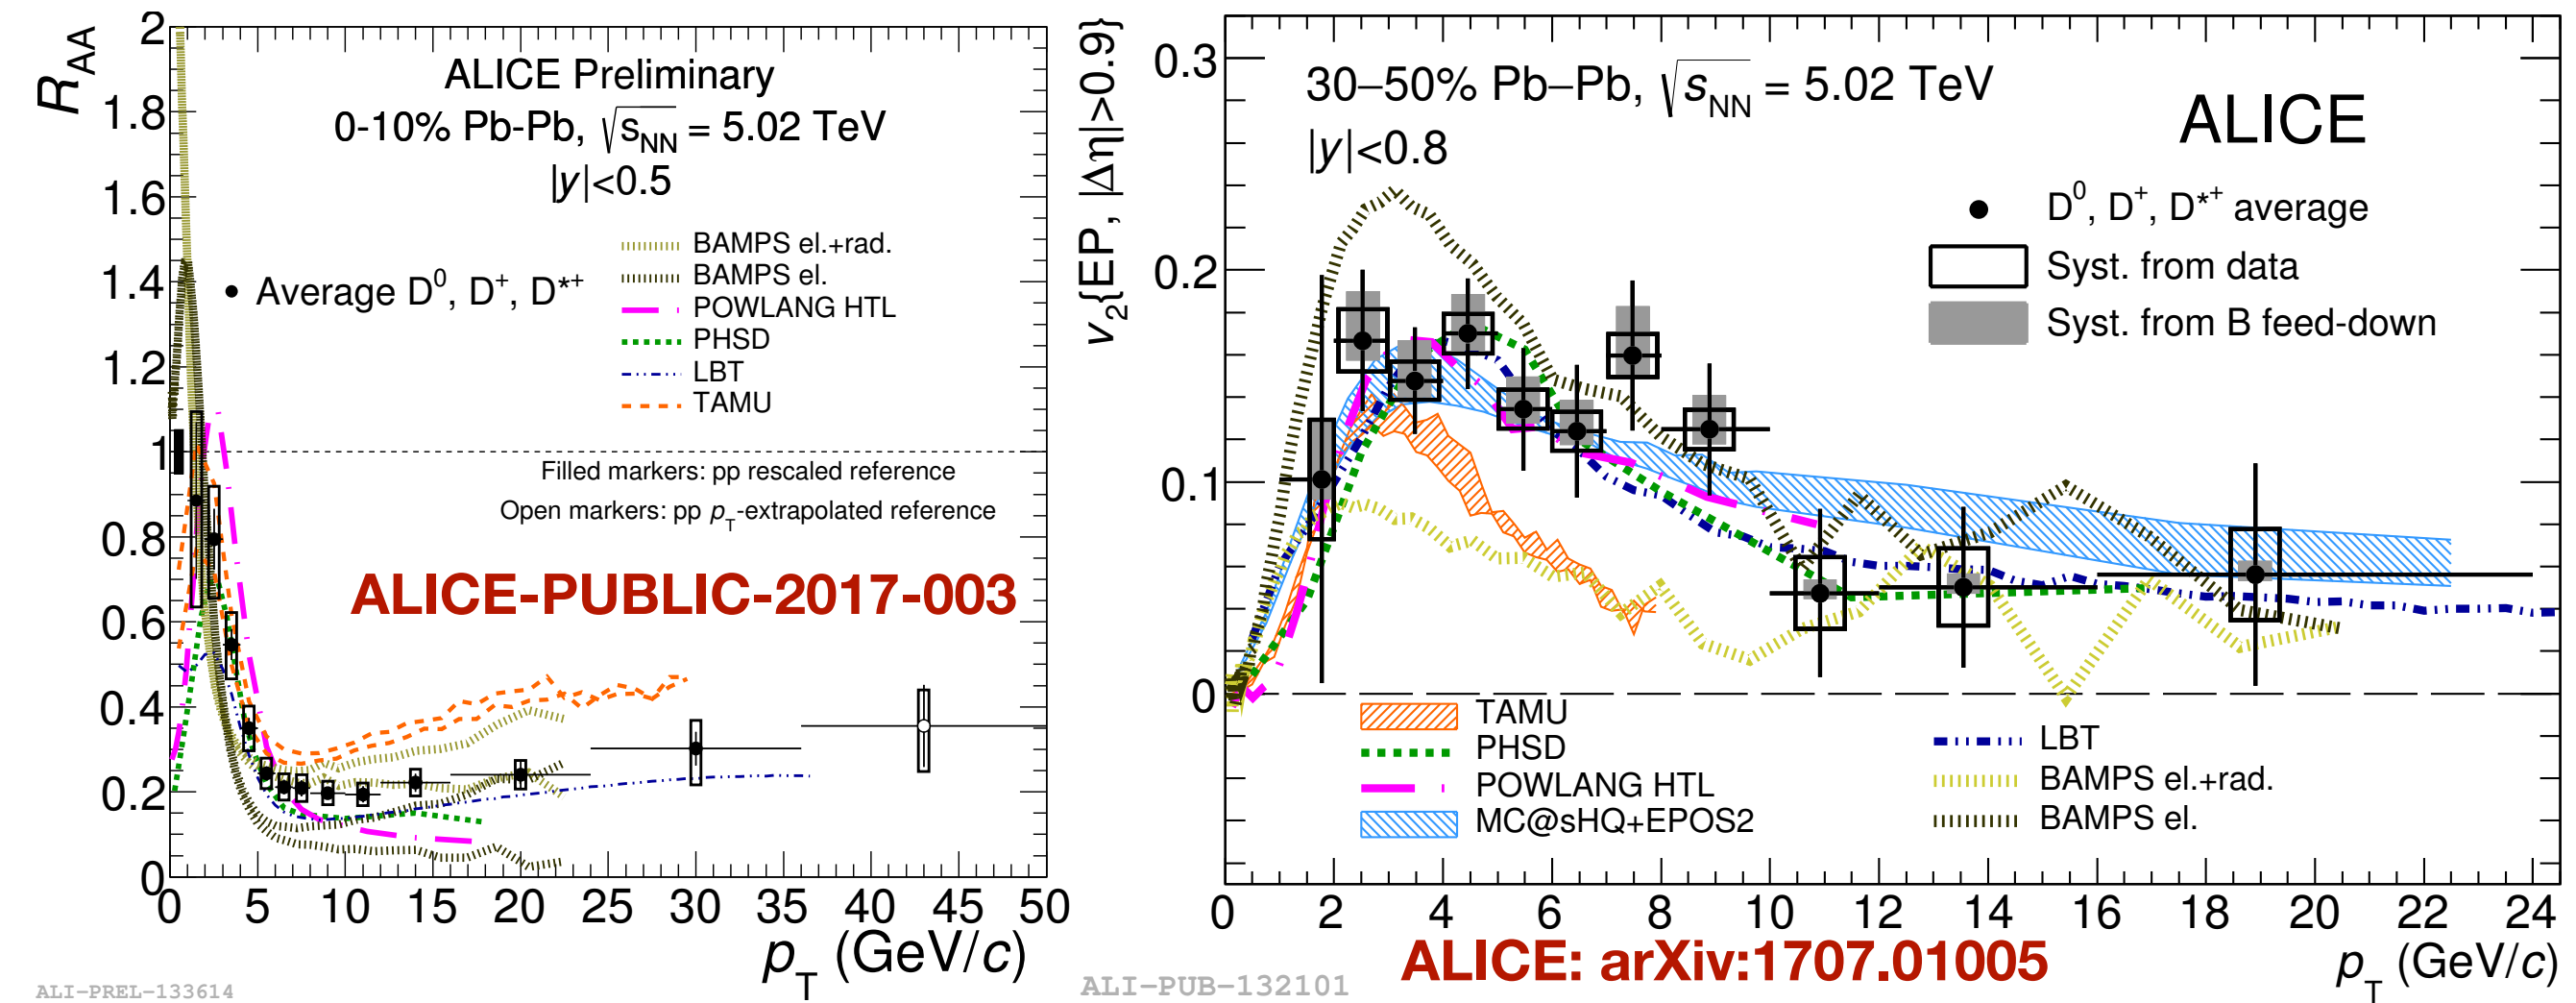 R_AA
2
1.8
1.6
1.4
1.2
1
0.8
0.6
0.4
0.2
0
ALICE Preliminary
0-10% Pb-Pb, √s_NN = 5.02 TeV
|y|<0.5
BAMPS el.+rad.
BAMPS el.
POWLANG HTL
PHSD
LBT
TAMU
Average D⁰, D⁺, D*⁺
Filled markers: pp rescaled reference
Open markers: pp p_T-extrapolated reference
ALICE-PUBLIC-2017-003
0 5 10 15 20 25 30 35 40 45 50
p_T (GeV/c)
ALI-PREL-133614
v₂{EP, |Δη|>0.9}
0.3
0.2
0.1
0
30–50% Pb–Pb, √s_NN = 5.02 TeV
|y|<0.8
ALICE
D⁰, D⁺, D*⁺ average
Syst. from data
Syst. from B feed-down
TAMU
PHSD
POWLANG HTL
MC@sHQ+EPOS2
LBT
BAMPS el.+rad.
BAMPS el.
0 2 4 6 8 10 12 14 16 18 20 22 24
p_T (GeV/c)
ALICE: arXiv:1707.01005
ALI-PUB-132101